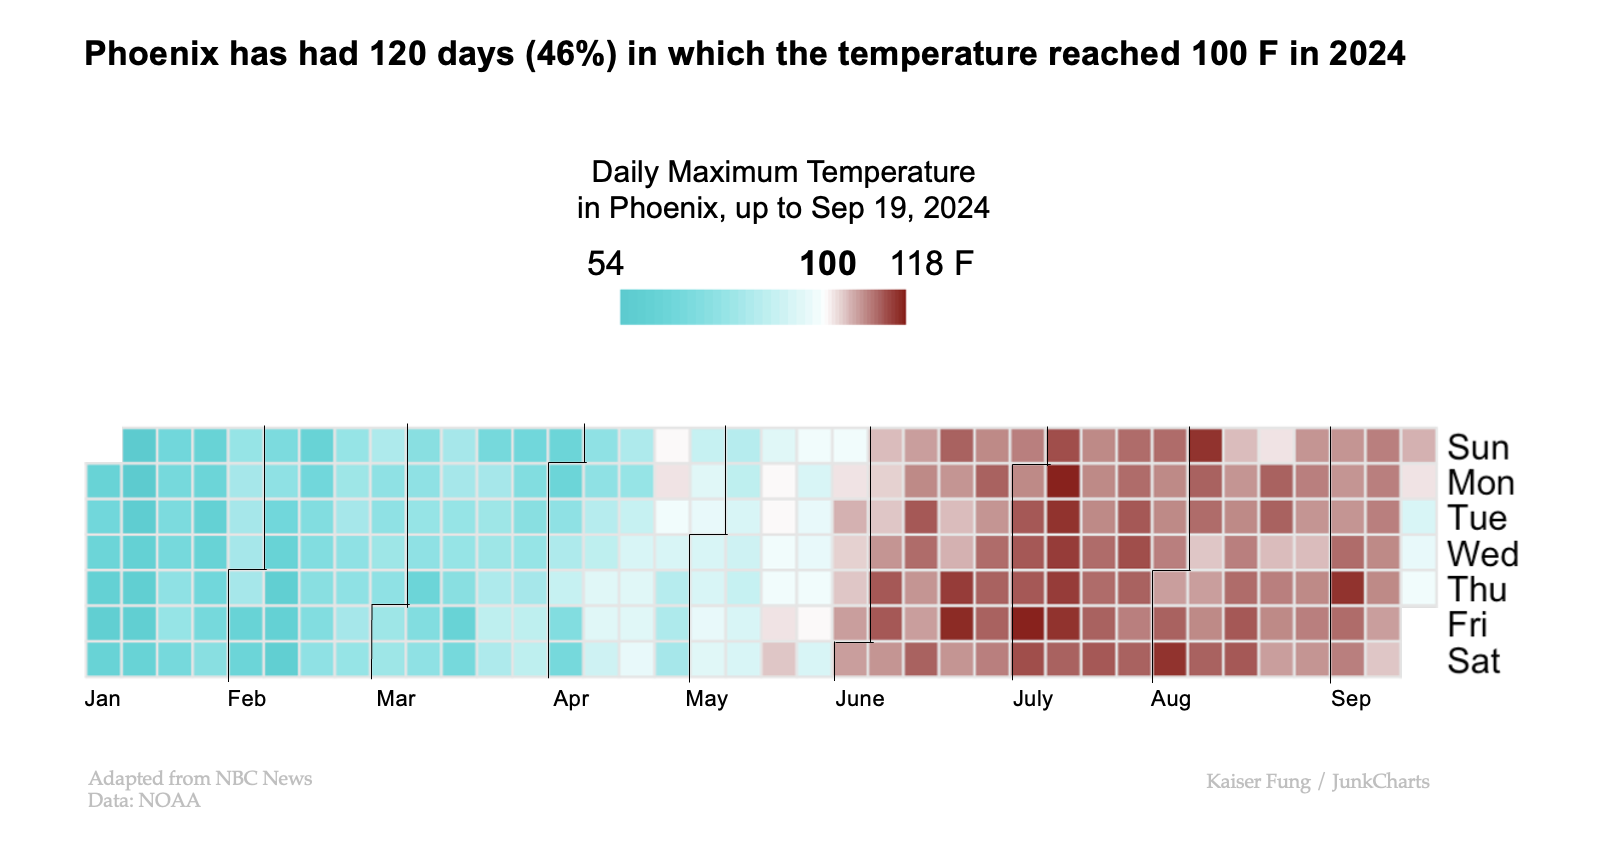 Phoenix has had 120 days (46%) in which the temperature reached 100 F in 2024
Daily Maximum Temperature
in Phoenix, up to Sep 19, 2024
54 100 118 F
Sun
Mon
Tue
Wed
Thu
Fri
Sat
Jan Feb Mar Apr May June July Aug Sep
Adapted from NBC News
Data: NOAA
Kaiser Fung / JunkCharts